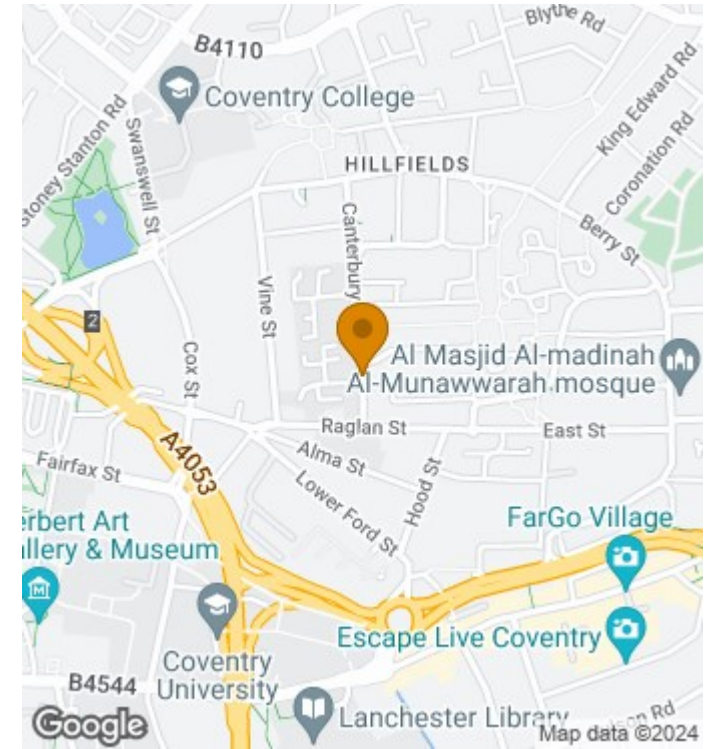 Blythe Rd
B4110
Coventry College
King Edward Rd
Stoney Stanton Rd
Swanswell St
HILLFIELDS
Coronation Rd
Canterbury
Berry St
Vine St
2
Cox St
Al Masjid Al-madinah
Al-Munawwarah mosque
Raglan St
East St
A4053
Alma St
Hood St
Fairfax St
Lower Ford St
erbert Art
allery & Museum
FarGo Village
Escape Live Coventry
Coventry
University
B4544
Lanchester Library
son Rd
Google
Map data ©2024